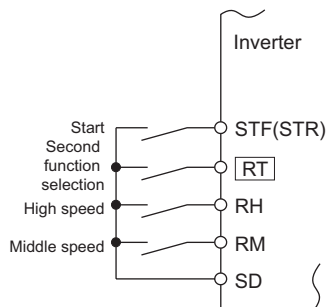 Inverter
Start
STF(STR)
Second
function
selection
RT
High speed
RH
Middle speed
RM
SD